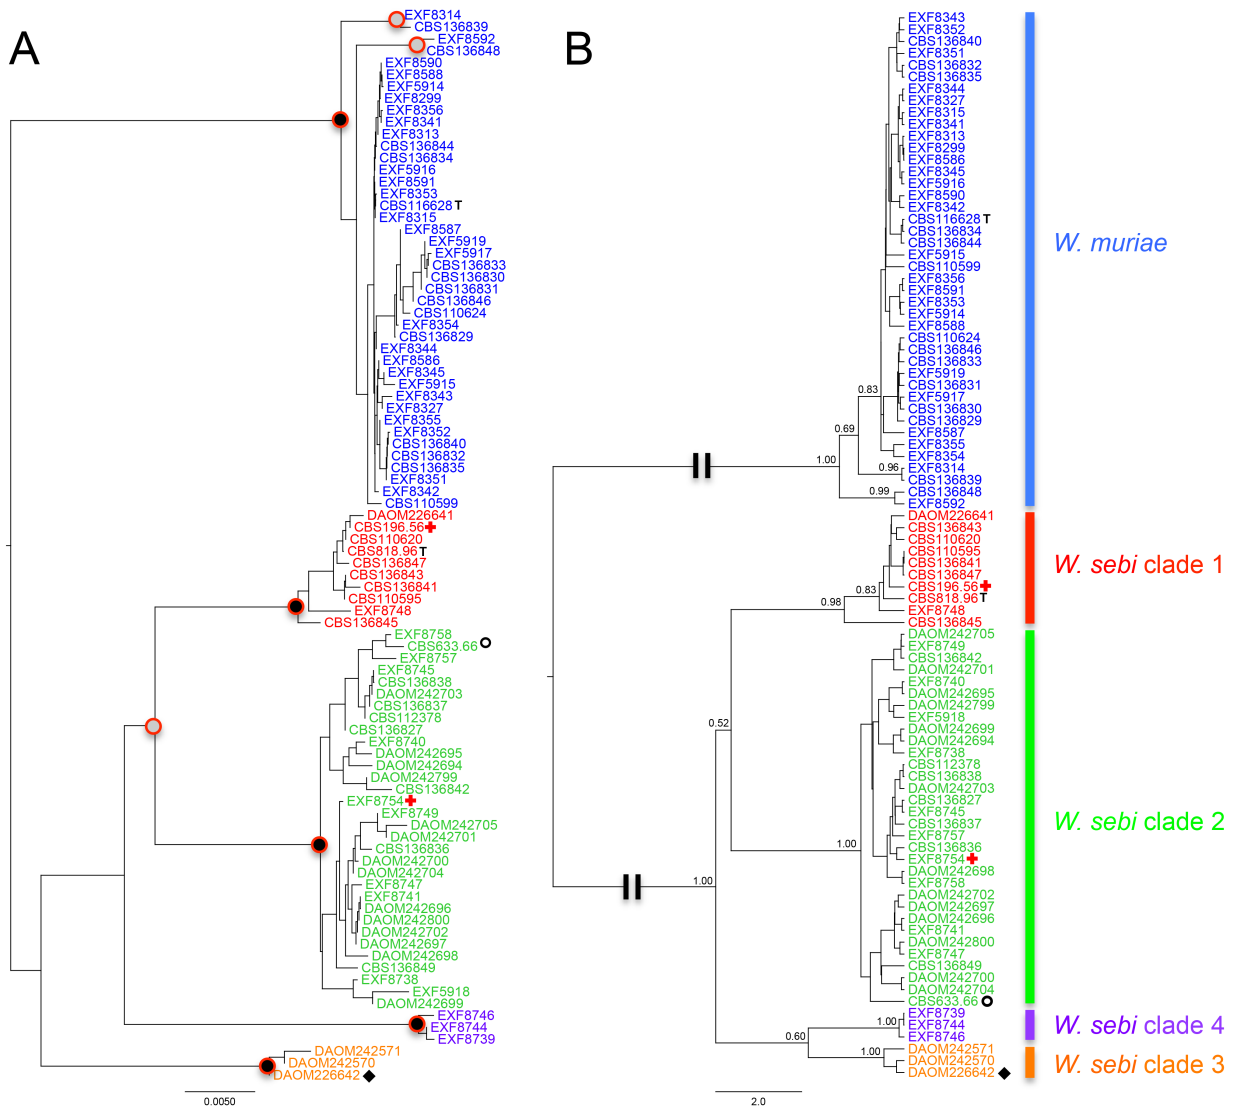 A
EXF8314
CBS136839
EXF8592
CBS136848
EXF8590
EXF8588
EXF5914
EXF8299
EXF8356
EXF8341
EXF8313
CBS136844
CBS136834
EXF5916
EXF8591
EXF8353
CBS116628 T
EXF8315
EXF8587
EXF5919
EXF5917
CBS136833
CBS136830
CBS136831
CBS136846
CBS110624
EXF8354
CBS136829
EXF8344
EXF8586
EXF8345
EXF5915
EXF8343
EXF8327
EXF8355
EXF8352
CBS136840
CBS136832
CBS136835
EXF8351
EXF8342
CBS110599
DAOM226641
CBS196.56
CBS110620
CBS818.96 T
CBS136847
CBS136843
CBS136841
CBS110595
EXF8748
CBS136845
EXF8758
CBS633.66
EXF8757
EXF8745
CBS136838
DAOM242703
CBS136837
CBS112378
CBS136827
EXF8740
DAOM242695
DAOM242694
DAOM242799
CBS136842
EXF8754
EXF8749
DAOM242705
DAOM242701
CBS136836
DAOM242700
DAOM242704
EXF8747
EXF8741
DAOM242696
DAOM242800
DAOM242702
DAOM242697
DAOM242698
CBS136849
EXF8738
EXF5918
DAOM242699
EXF8746
EXF8744
EXF8739
DAOM242571
DAOM242570
DAOM226642
0.0050
B
EXF8343
EXF8352
CBS136840
EXF8351
CBS136832
CBS136835
EXF8344
EXF8327
EXF8315
EXF8341
EXF8313
EXF8299
EXF8586
EXF8345
EXF5916
EXF8590
EXF8342
CBS116628 T
CBS136834
CBS136844
EXF5915
CBS110599
EXF8356
EXF8591
EXF8353
EXF5914
EXF8588
CBS110624
CBS136846
CBS136833
EXF5919
CBS136831
EXF5917
CBS136830
CBS136829
EXF8587
EXF8355
EXF8354
EXF8314
CBS136839
CBS136848
EXF8592
DAOM226641
CBS136843
CBS110620
CBS110595
CBS136841
CBS136847
CBS196.56
CBS818.96 T
EXF8748
CBS136845
DAOM242705
EXF8749
CBS136842
DAOM242701
EXF8740
DAOM242695
DAOM242799
EXF5918
DAOM242699
DAOM242694
EXF8738
CBS112378
CBS136838
DAOM242703
CBS136827
EXF8745
CBS136837
EXF8757
CBS136836
EXF8754
DAOM242698
EXF8758
DAOM242702
DAOM242697
DAOM242696
EXF8741
DAOM242800
EXF8747
CBS136849
DAOM242700
DAOM242704
CBS633.66
EXF8739
EXF8744
EXF8746
DAOM242571
DAOM242570
DAOM226642
0.83
0.69
1.00
0.96
0.99
0.83
0.98
0.52
1.00
1.00
1.00
0.60
1.00
2.0
W. muriae
W. sebi clade 1
W. sebi clade 2
W. sebi clade 4
W. sebi clade 3